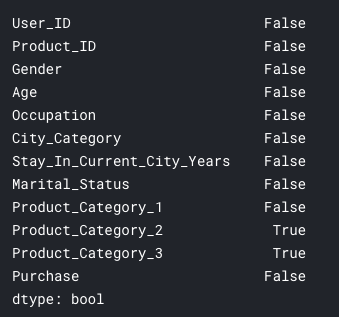 User_ID False
Product_ID False
Gender False
Age False
Occupation False
City_Category False
Stay_In_Current_City_Years False
Marital_Status False
Product_Category_1 False
Product_Category_2 True
Product_Category_3 True
Purchase False
dtype: bool